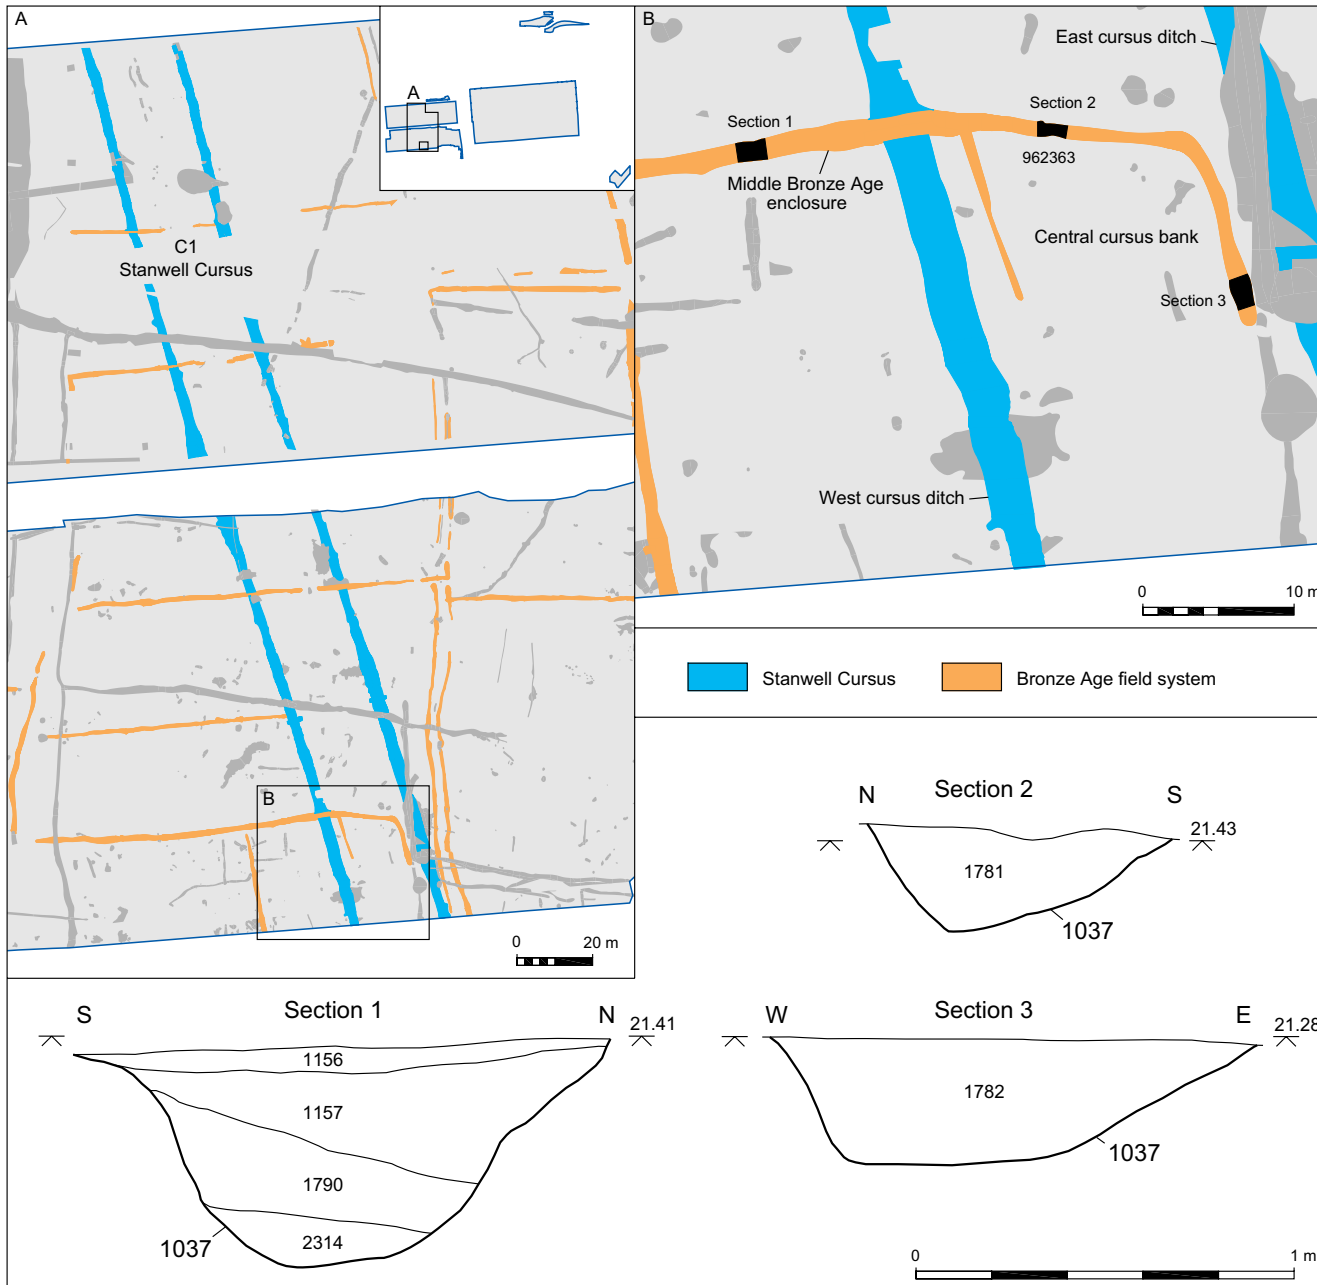 A
A
C1
Stanwell Cursus
B
0 20 m
B
East cursus ditch
Section 1
Section 2
962363
Middle Bronze Age
enclosure
Central cursus bank
Section 3
West cursus ditch
0 10 m
Stanwell Cursus
Bronze Age field system
Section 2
N S
21.43
1781
1037
Section 1
S N
21.41
1156
1157
1790
2314
1037
Section 3
W E
21.28
1782
1037
0 1 m